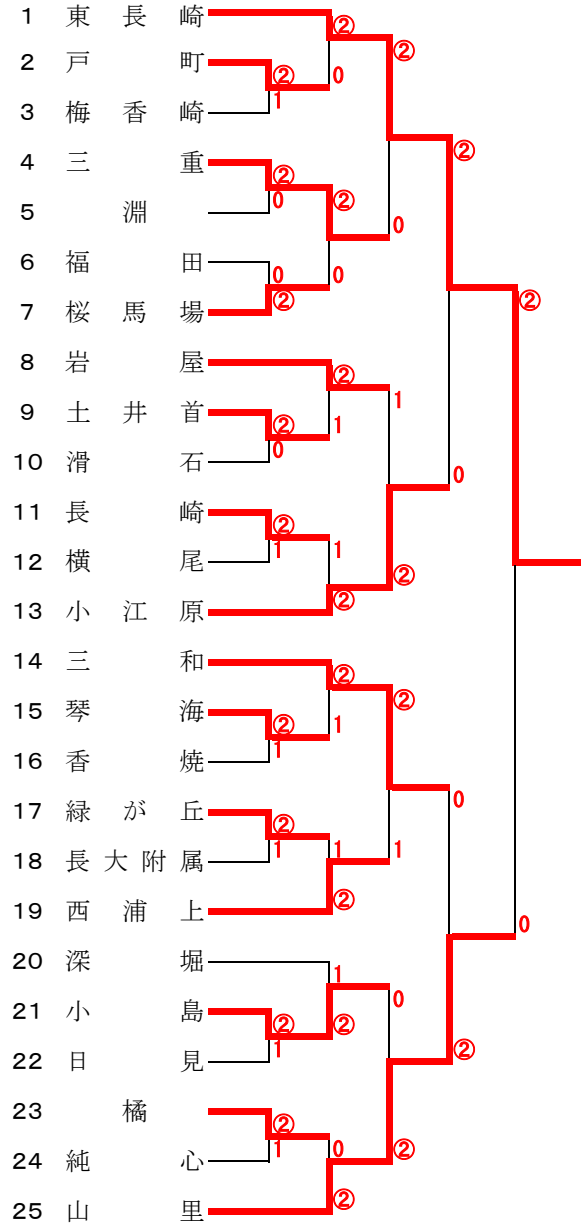 1 東長崎 ②
2 戸町 ② 0 ②
3 梅香崎 1
4 三重 ② ②
5 淵 0 ② 0
6 福田 0 0
7 桜馬場 ② ②
8 岩屋 ② 1
9 土井首 ② 1
10 滑石 0 0
11 長崎 ② 1
12 横尾 1 ②
13 小江原 ②
14 三和 ② ②
15 琴海 ② 1
16 香焼 1 0
17 緑が丘 ②
18 長大附属 1 1 1
19 西浦上 ② 0
20 深堀 1 0
21 小島 ② ②
22 日見 1 ②
23 橘 ②
24 純心 1 0 ②
25 山里 ②